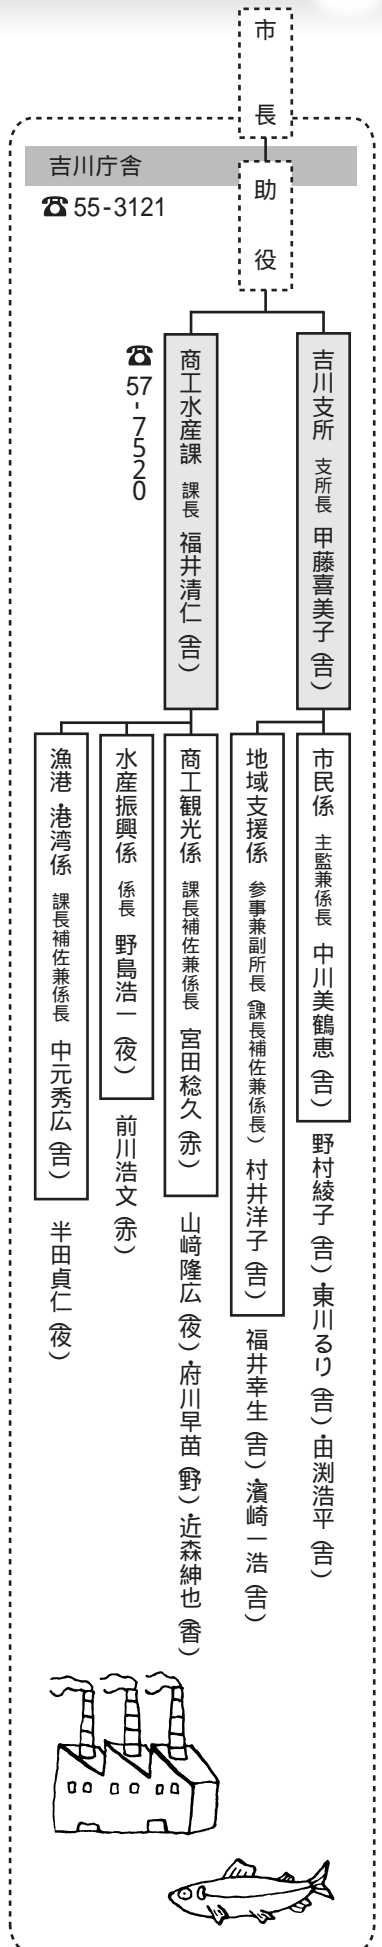 市長
助役
吉川庁舎
☎55-3121
吉川支所 支所長 甲藤喜美子(吉)
市民係 主監兼係長 中川美鶴恵(吉) 野村綾子(吉)・東川るり(吉)・由渕浩平(吉)
地域支援係 参事兼副所長(課長補佐兼係長) 村井洋子(吉) 福井幸生(吉)・濱崎一浩(吉)
商工水産課 課長 福井清仁(吉)
☎57-7520
商工観光係 課長補佐兼係長 宮田稔久(赤) 山﨑隆広(夜)・府川早苗(野)・近森紳也(香)
水産振興係 係長 野島浩一(夜) 前川浩文(赤)
漁港・港湾係 課長補佐兼係長 中元秀広(吉) 半田貞仁(夜)